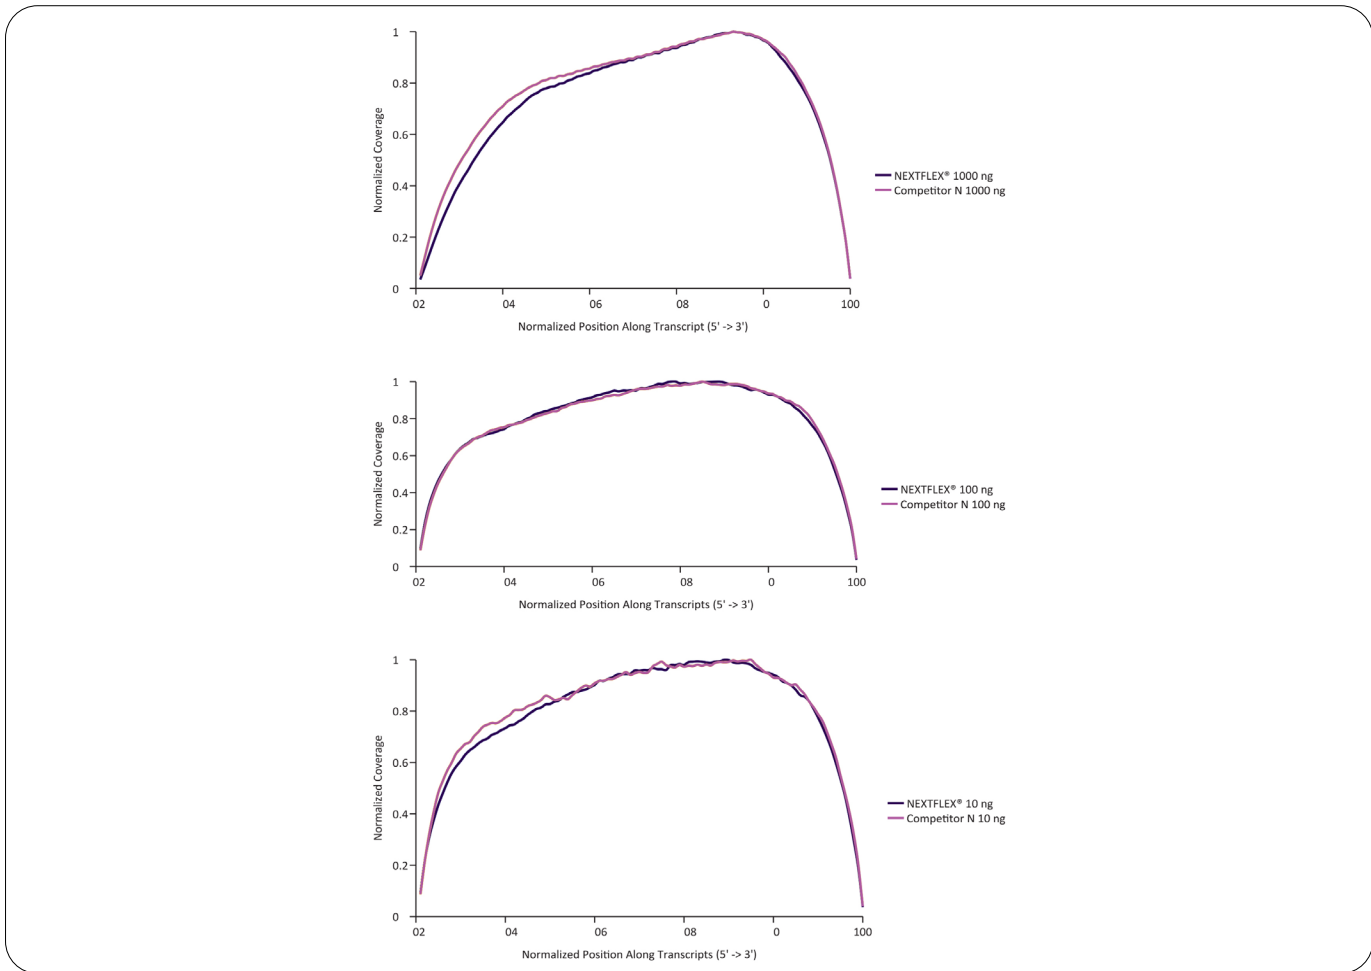 1
0.8
0.6
0.4
0.2
0
Normalized Coverage
02 04 06 08 0 100
Normalized Position Along Transcript (5' -> 3')
NEXTFLEX® 1000 ng
Competitor N 1000 ng
1
0.8
0.6
0.4
0.2
0
Normalized Coverage
02 04 06 08 0 100
Normalized Position Along Transcripts (5' -> 3')
NEXTFLEX® 100 ng
Competitor N 100 ng
1
0.8
0.6
0.4
0.2
0
Normalized Coverage
02 04 06 08 0 100
Normalized Position Along Transcripts (5' -> 3')
NEXTFLEX® 10 ng
Competitor N 10 ng